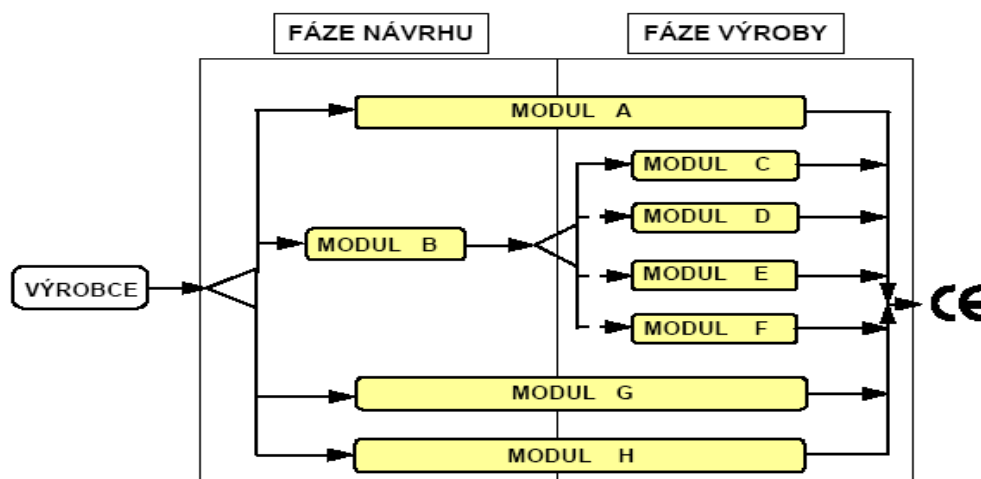 FÁZE NÁVRHU
FÁZE VÝROBY
MODUL A
MODUL C
MODUL D
MODUL B
MODUL E
VÝROBCE
CE
MODUL F
MODUL G
MODUL H